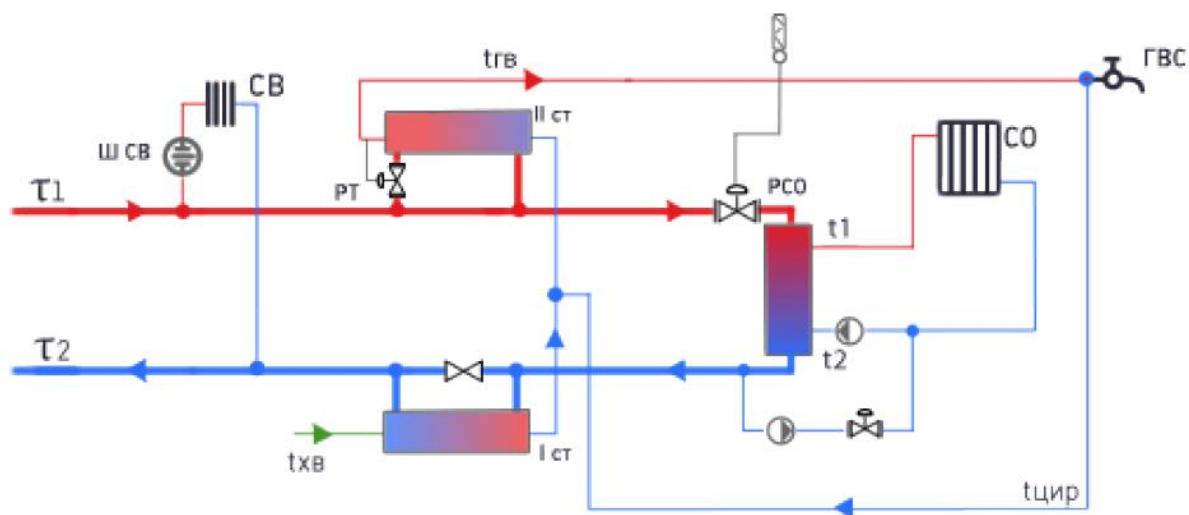 tгв
ГВС
СВ
II ст
СО
Ш СВ
τ1
РТ
РСО
t1
τ2
t2
I ст
tхв
tцир